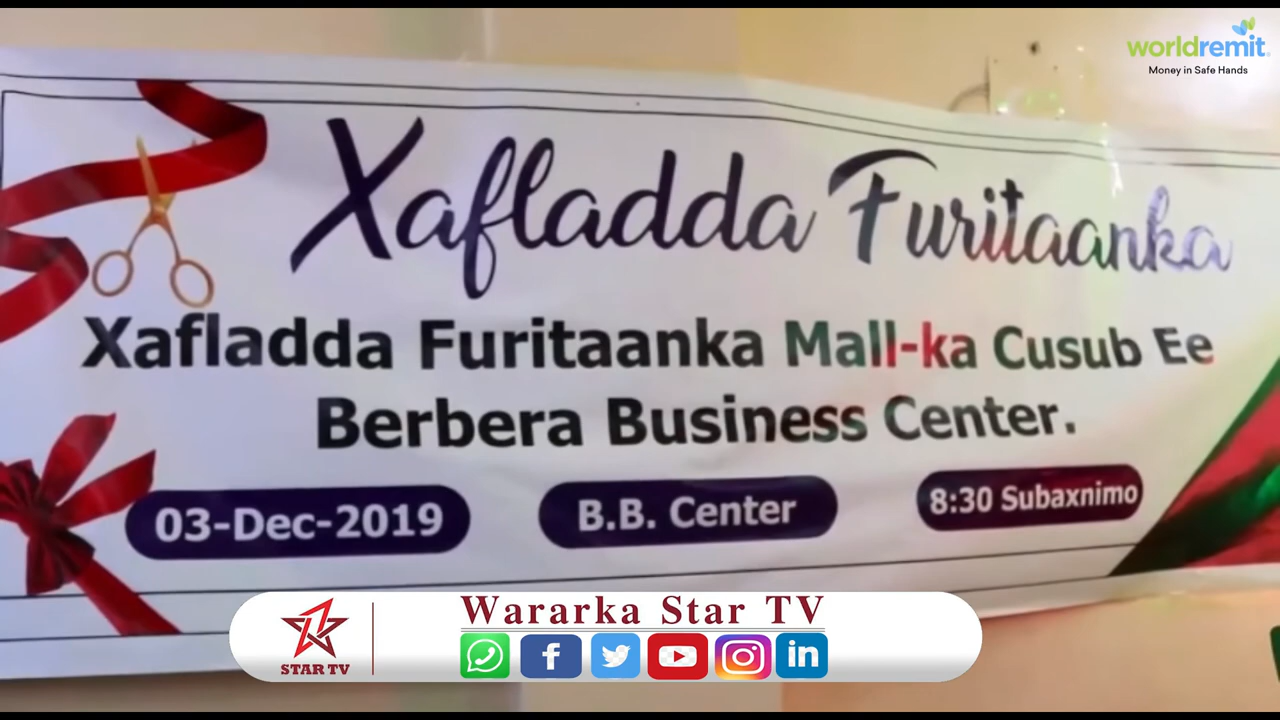 worldremit
Money in Safe Hands
Xafladda Furitaanka
Xafladda Furitaanka Mall-ka Cusub Ee
Berbera Business Center.
03-Dec-2019
B.B. Center
8:30 Subaxnimo
Wararka Star TV
STAR TV